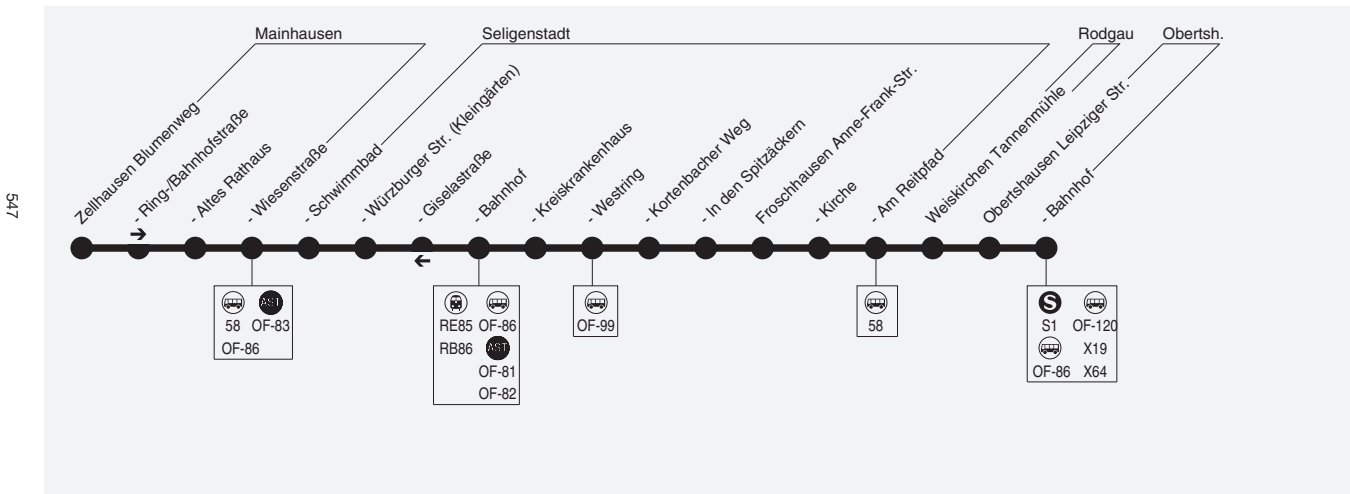 Mainhausen
Seligenstadt
Rodgau
Obertsh.
Zellhausen Blumenweg
- Ring-/Bahnhofstraße
- Altes Rathaus
- Wiesenstraße
- Schwimmbad
- Würzburger Str. (Kleingärten)
- Giselastraße
- Bahnhof
- Kreiskrankenhaus
- Westring
- Kortenbacher Weg
- In den Spitzäckern
Froschhausen Anne-Frank-Str.
- Kirche
- Am Reitpfad
Weiskirchen Tannenmühle
Obertshausen Leipziger Str.
- Bahnhof
547
AST
58 OF-83
OF-86
RE85 OF-86
RB86 AST
OF-81
OF-82
OF-99
58
S
S1 OF-120
X19
OF-86 X64